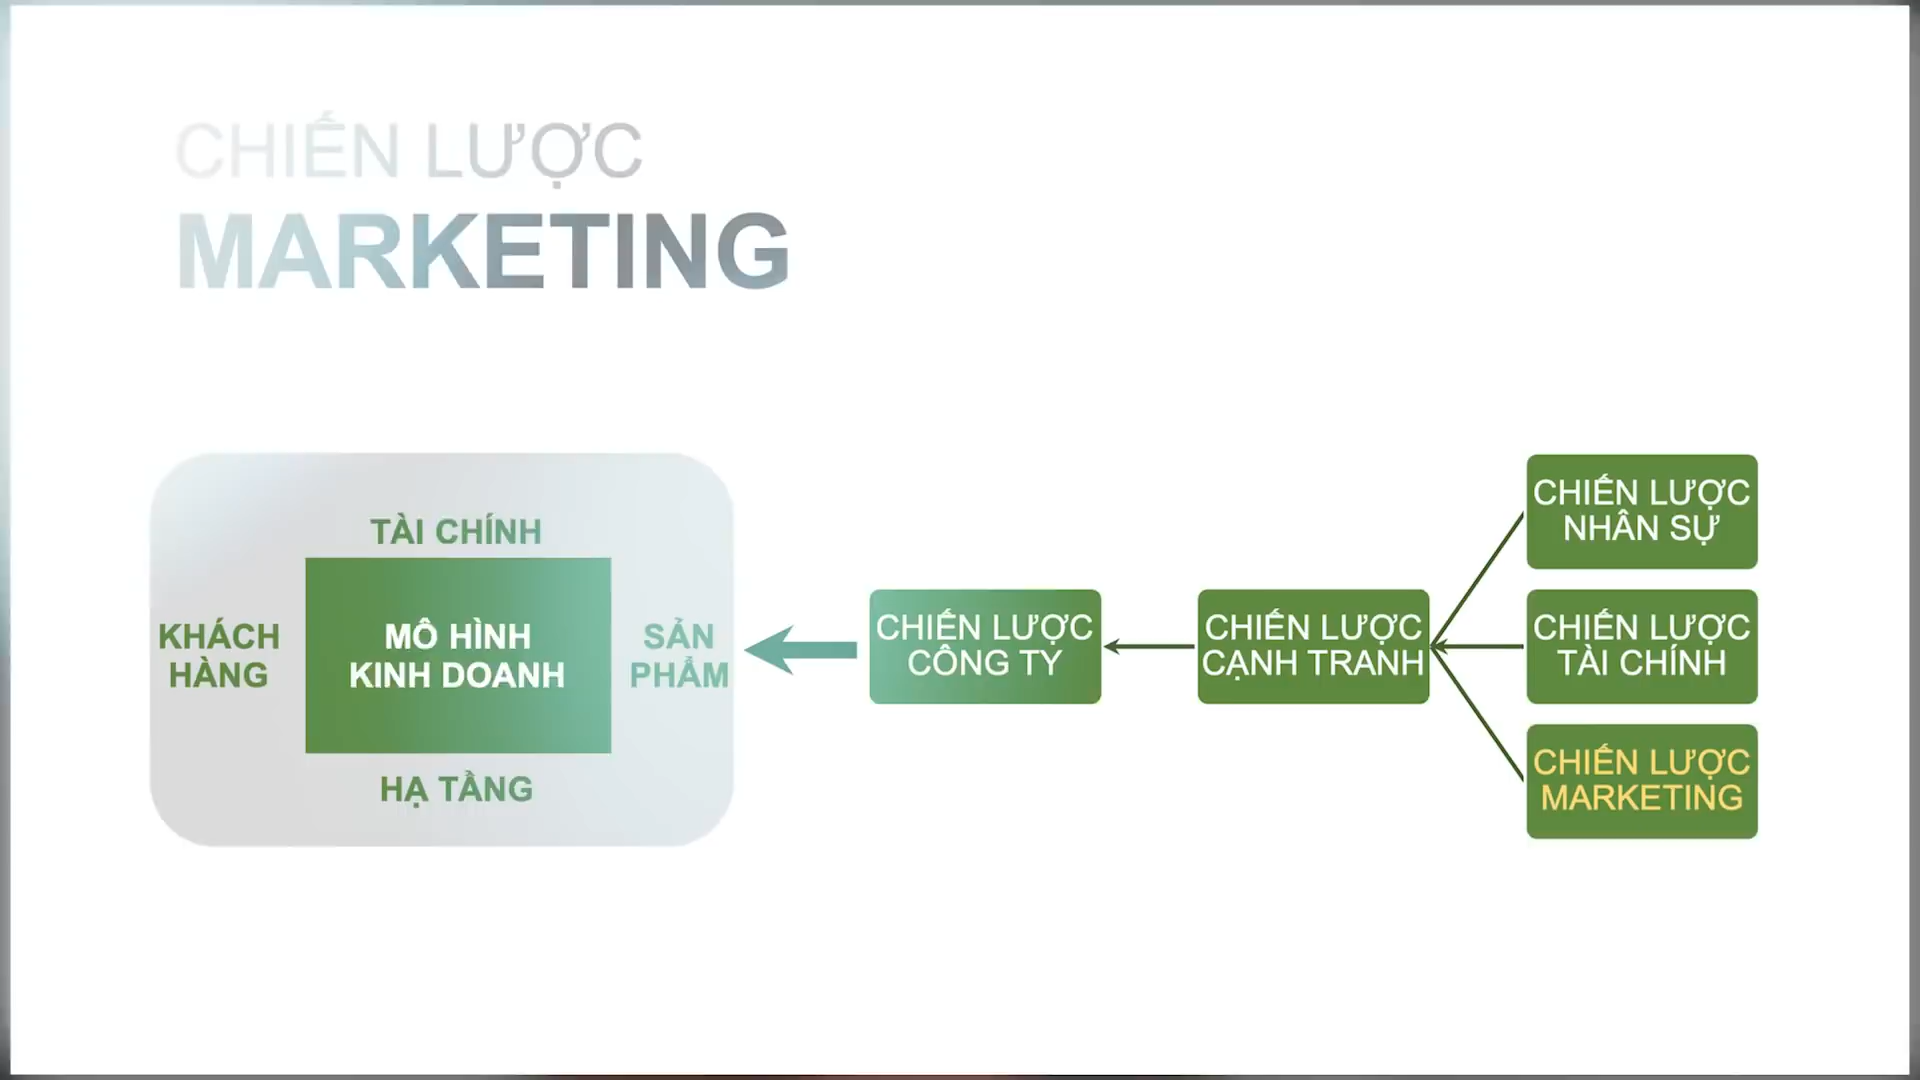 CHIẾN LƯỢC
MARKETING
TÀI CHÍNH
KHÁCH
HÀNG
MÔ HÌNH
KINH DOANH
SẢN
PHẨM
HẠ TẦNG
CHIẾN LƯỢC
CÔNG TY
CHIẾN LƯỢC
CẠNH TRANH
CHIẾN LƯỢC
NHÂN SỰ
CHIẾN LƯỢC
TÀI CHÍNH
CHIẾN LƯỢC
MARKETING